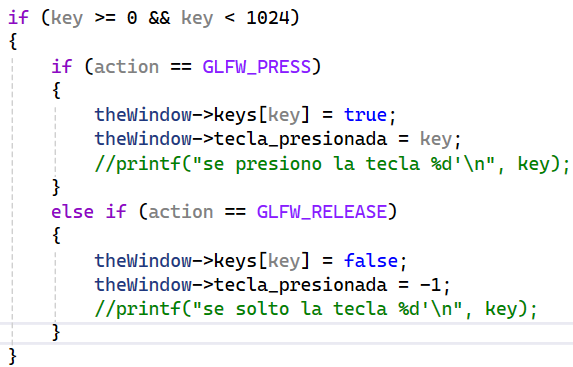 if (key >= 0 && key < 1024)
{
if (action == GLFW_PRESS)
{
theWindow->keys[key] = true;
theWindow->tecla_presionada = key;
//printf("se presiono la tecla %d'\n", key);
}
else if (action == GLFW_RELEASE)
{
theWindow->keys[key] = false;
theWindow->tecla_presionada = -1;
//printf("se solto la tecla %d'\n", key);
}
}